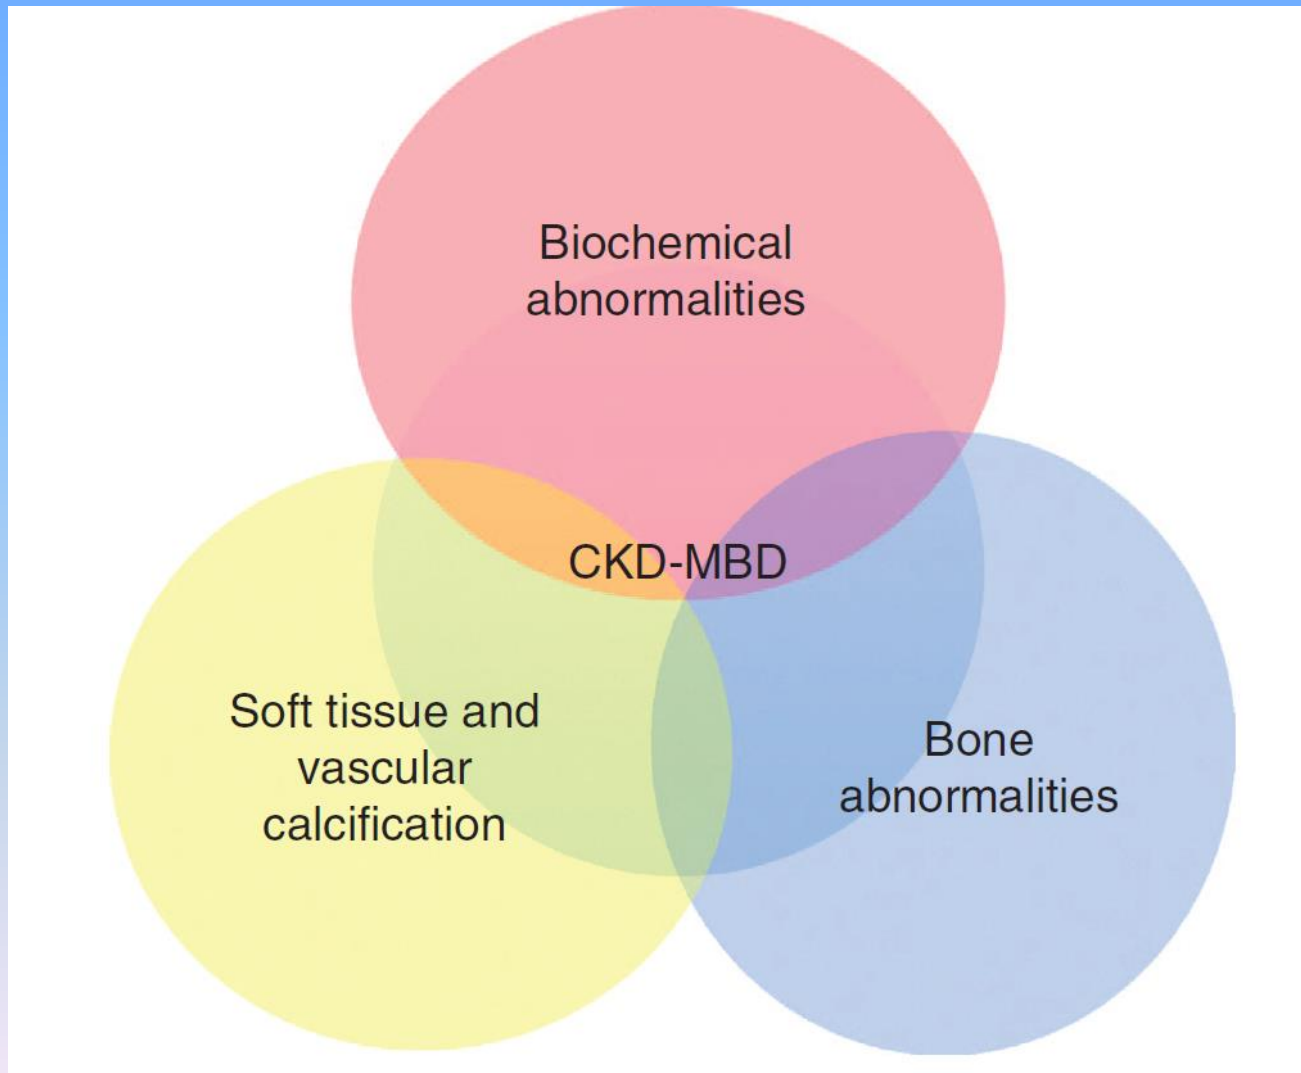 Biochemical
abnormalities
CKD-MBD
Soft tissue and
vascular
calcification
Bone
abnormalities